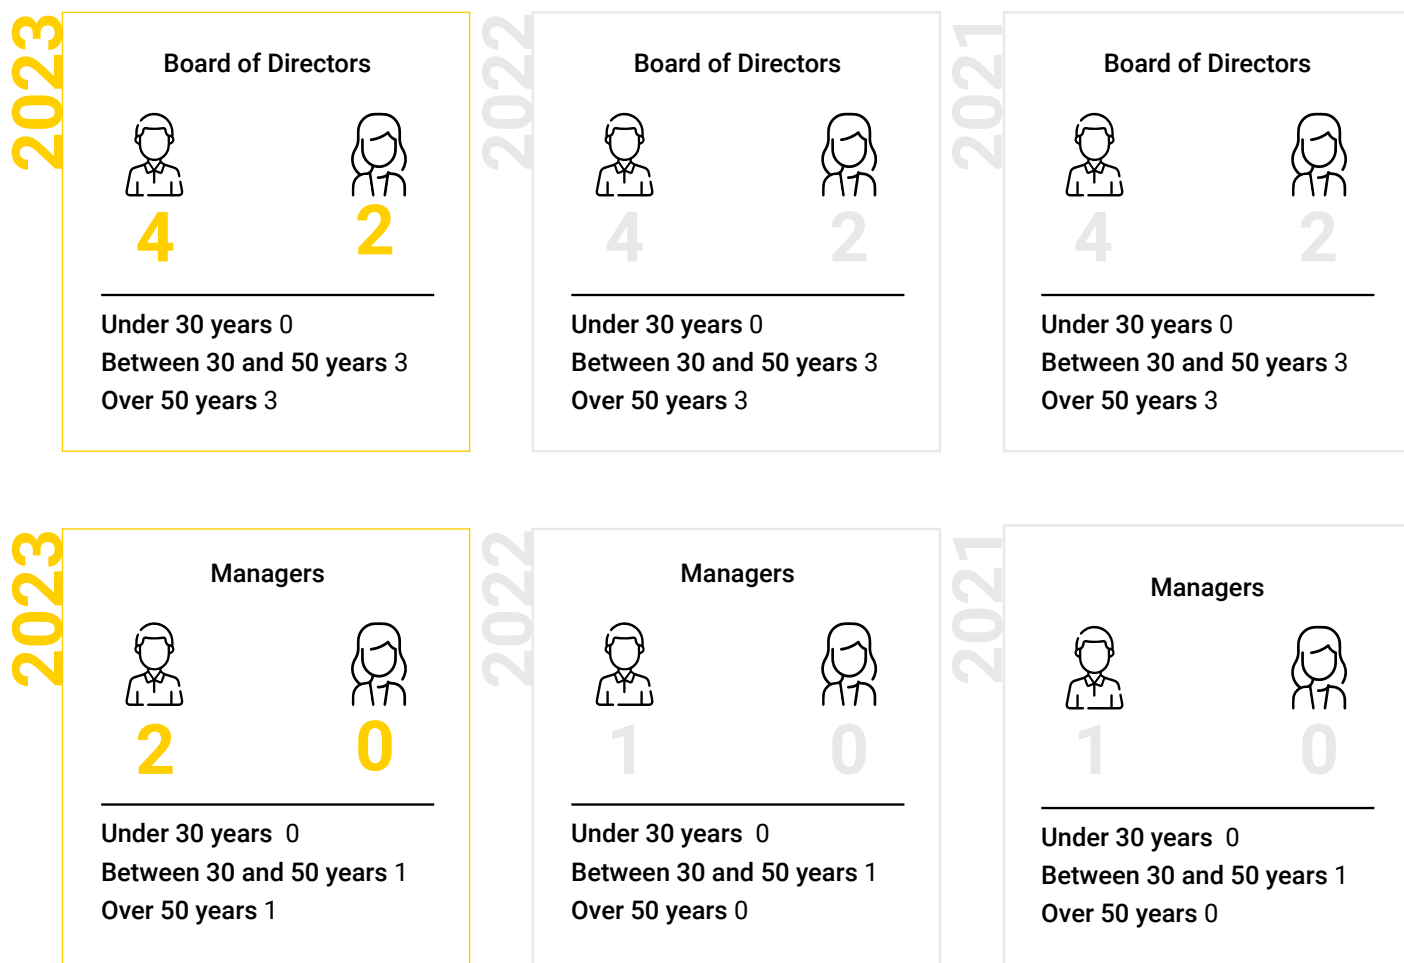 2023
Board of Directors
4 2
Under 30 years 0
Between 30 and 50 years 3
Over 50 years 3
2022
Board of Directors
4 2
Under 30 years 0
Between 30 and 50 years 3
Over 50 years 3
2021
Board of Directors
4 2
Under 30 years 0
Between 30 and 50 years 3
Over 50 years 3
2023
Managers
2 0
Under 30 years 0
Between 30 and 50 years 1
Over 50 years 1
2022
Managers
1 0
Under 30 years 0
Between 30 and 50 years 1
Over 50 years 0
2021
Managers
1 0
Under 30 years 0
Between 30 and 50 years 1
Over 50 years 0